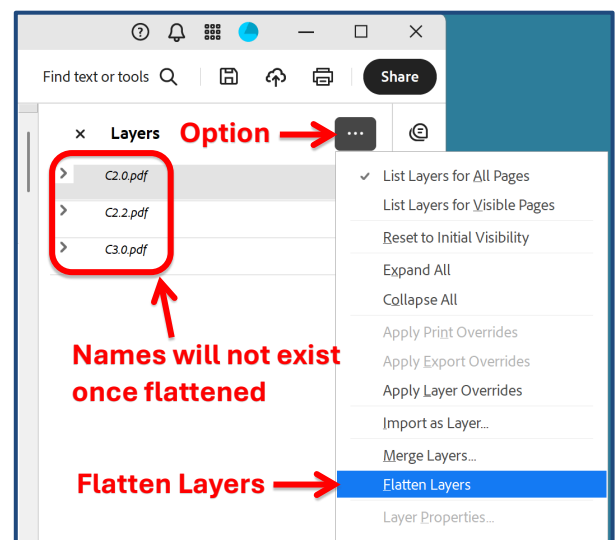 Find text or tools
Share
Layers
Option
C2.0.pdf
C2.2.pdf
C3.0.pdf
Names will not exist
once flattened
Flatten Layers
List Layers for All Pages
List Layers for Visible Pages
Reset to Initial Visibility
Expand All
Collapse All
Apply Print Overrides
Apply Export Overrides
Apply Layer Overrides
Import as Layer...
Merge Layers...
Flatten Layers
Layer Properties...